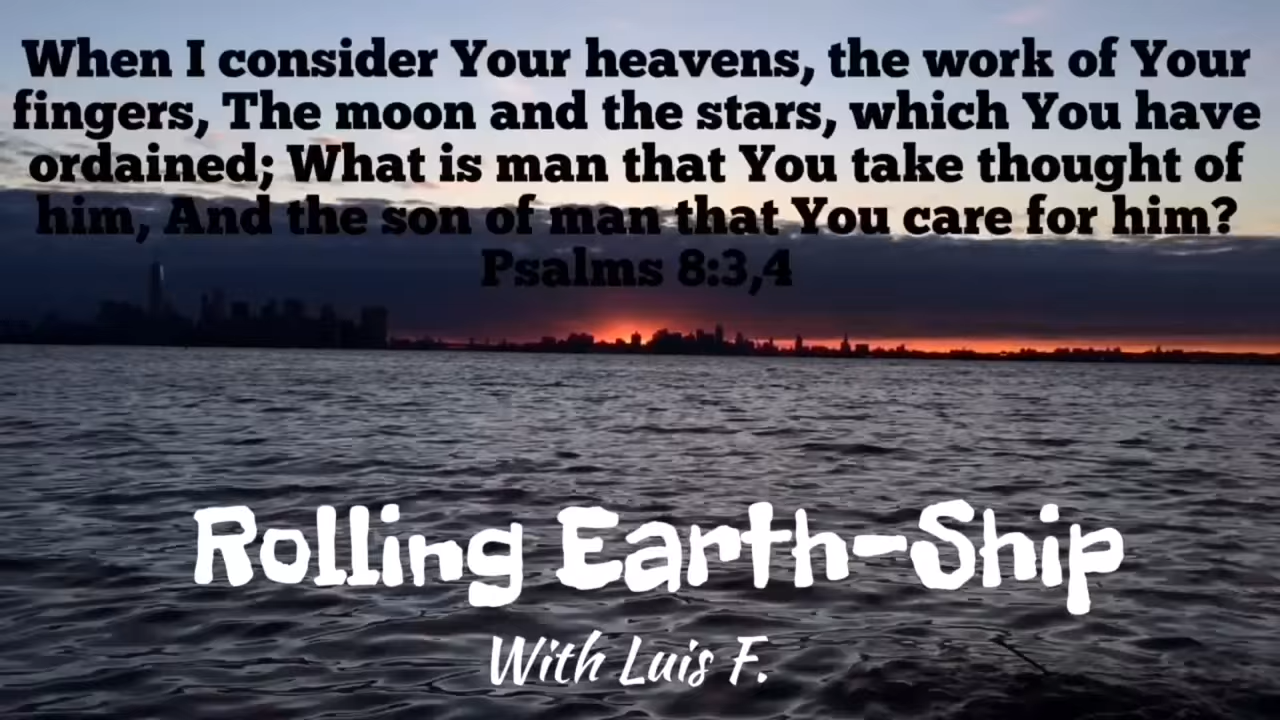 When I consider Your heavens, the work of Your
fingers, The moon and the stars, which You have
ordained; What is man that You take thought of
him, And the son of man that You care for him?
Psalms 8:3,4
Rolling Earth-Ship
With Luis F.